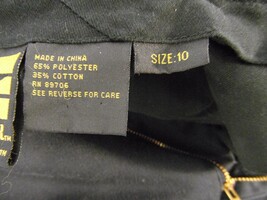 MADE IN CHINA
65% POLYESTER
35% COTTON
RN 89706
SEE REVERSE FOR CARE
SIZE:10